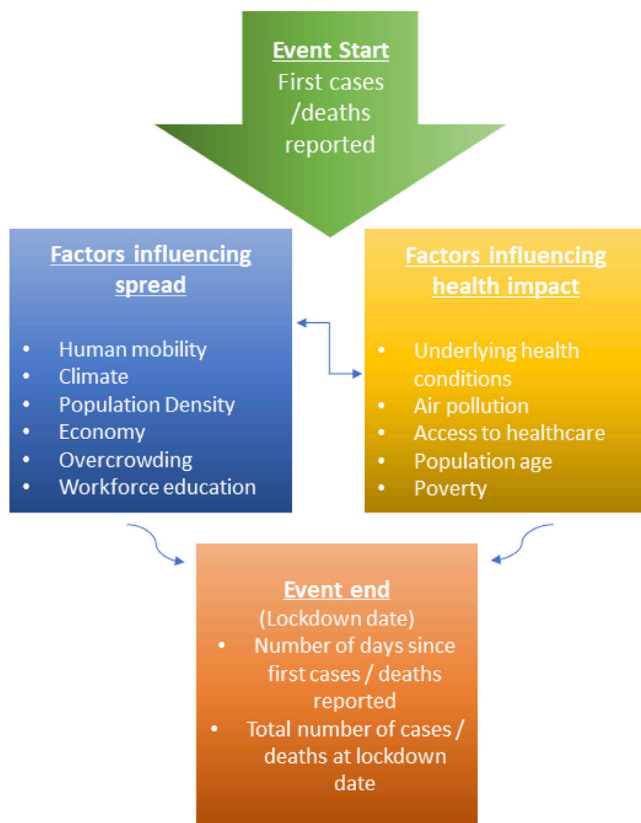 Event Start
First cases
/deaths
reported
Factors influencing
spread
• Human mobility
• Climate
• Population Density
• Economy
• Overcrowding
• Workforce education
Factors influencing
health impact
• Underlying health
conditions
• Air pollution
• Access to healthcare
• Population age
• Poverty
Event end
(Lockdown date)
• Number of days since
first cases / deaths
reported
• Total number of cases /
deaths at lockdown
date